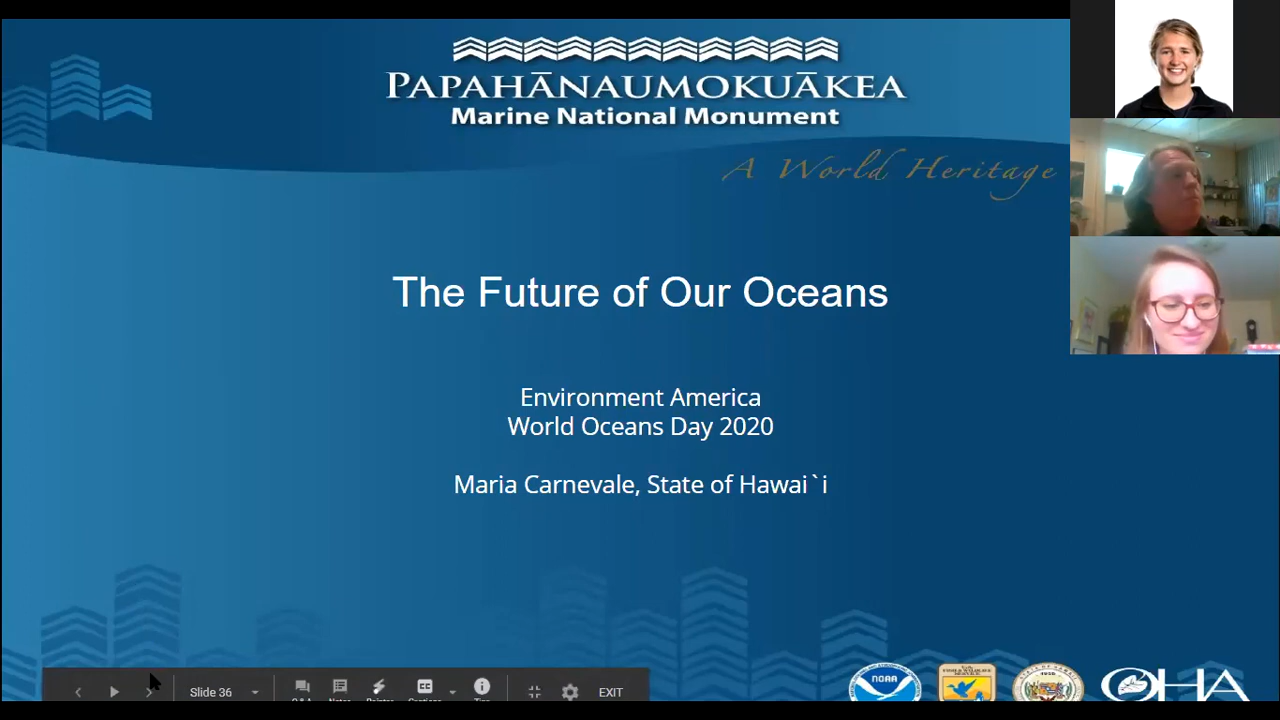 PAPAHĀNAUMOKUĀKEA
Marine National Monument
A World Heritage
The Future of Our Oceans
Environment America
World Oceans Day 2020
Maria Carnevale, State of Hawai`i
Slide 36
EXIT
NOAA
OHA